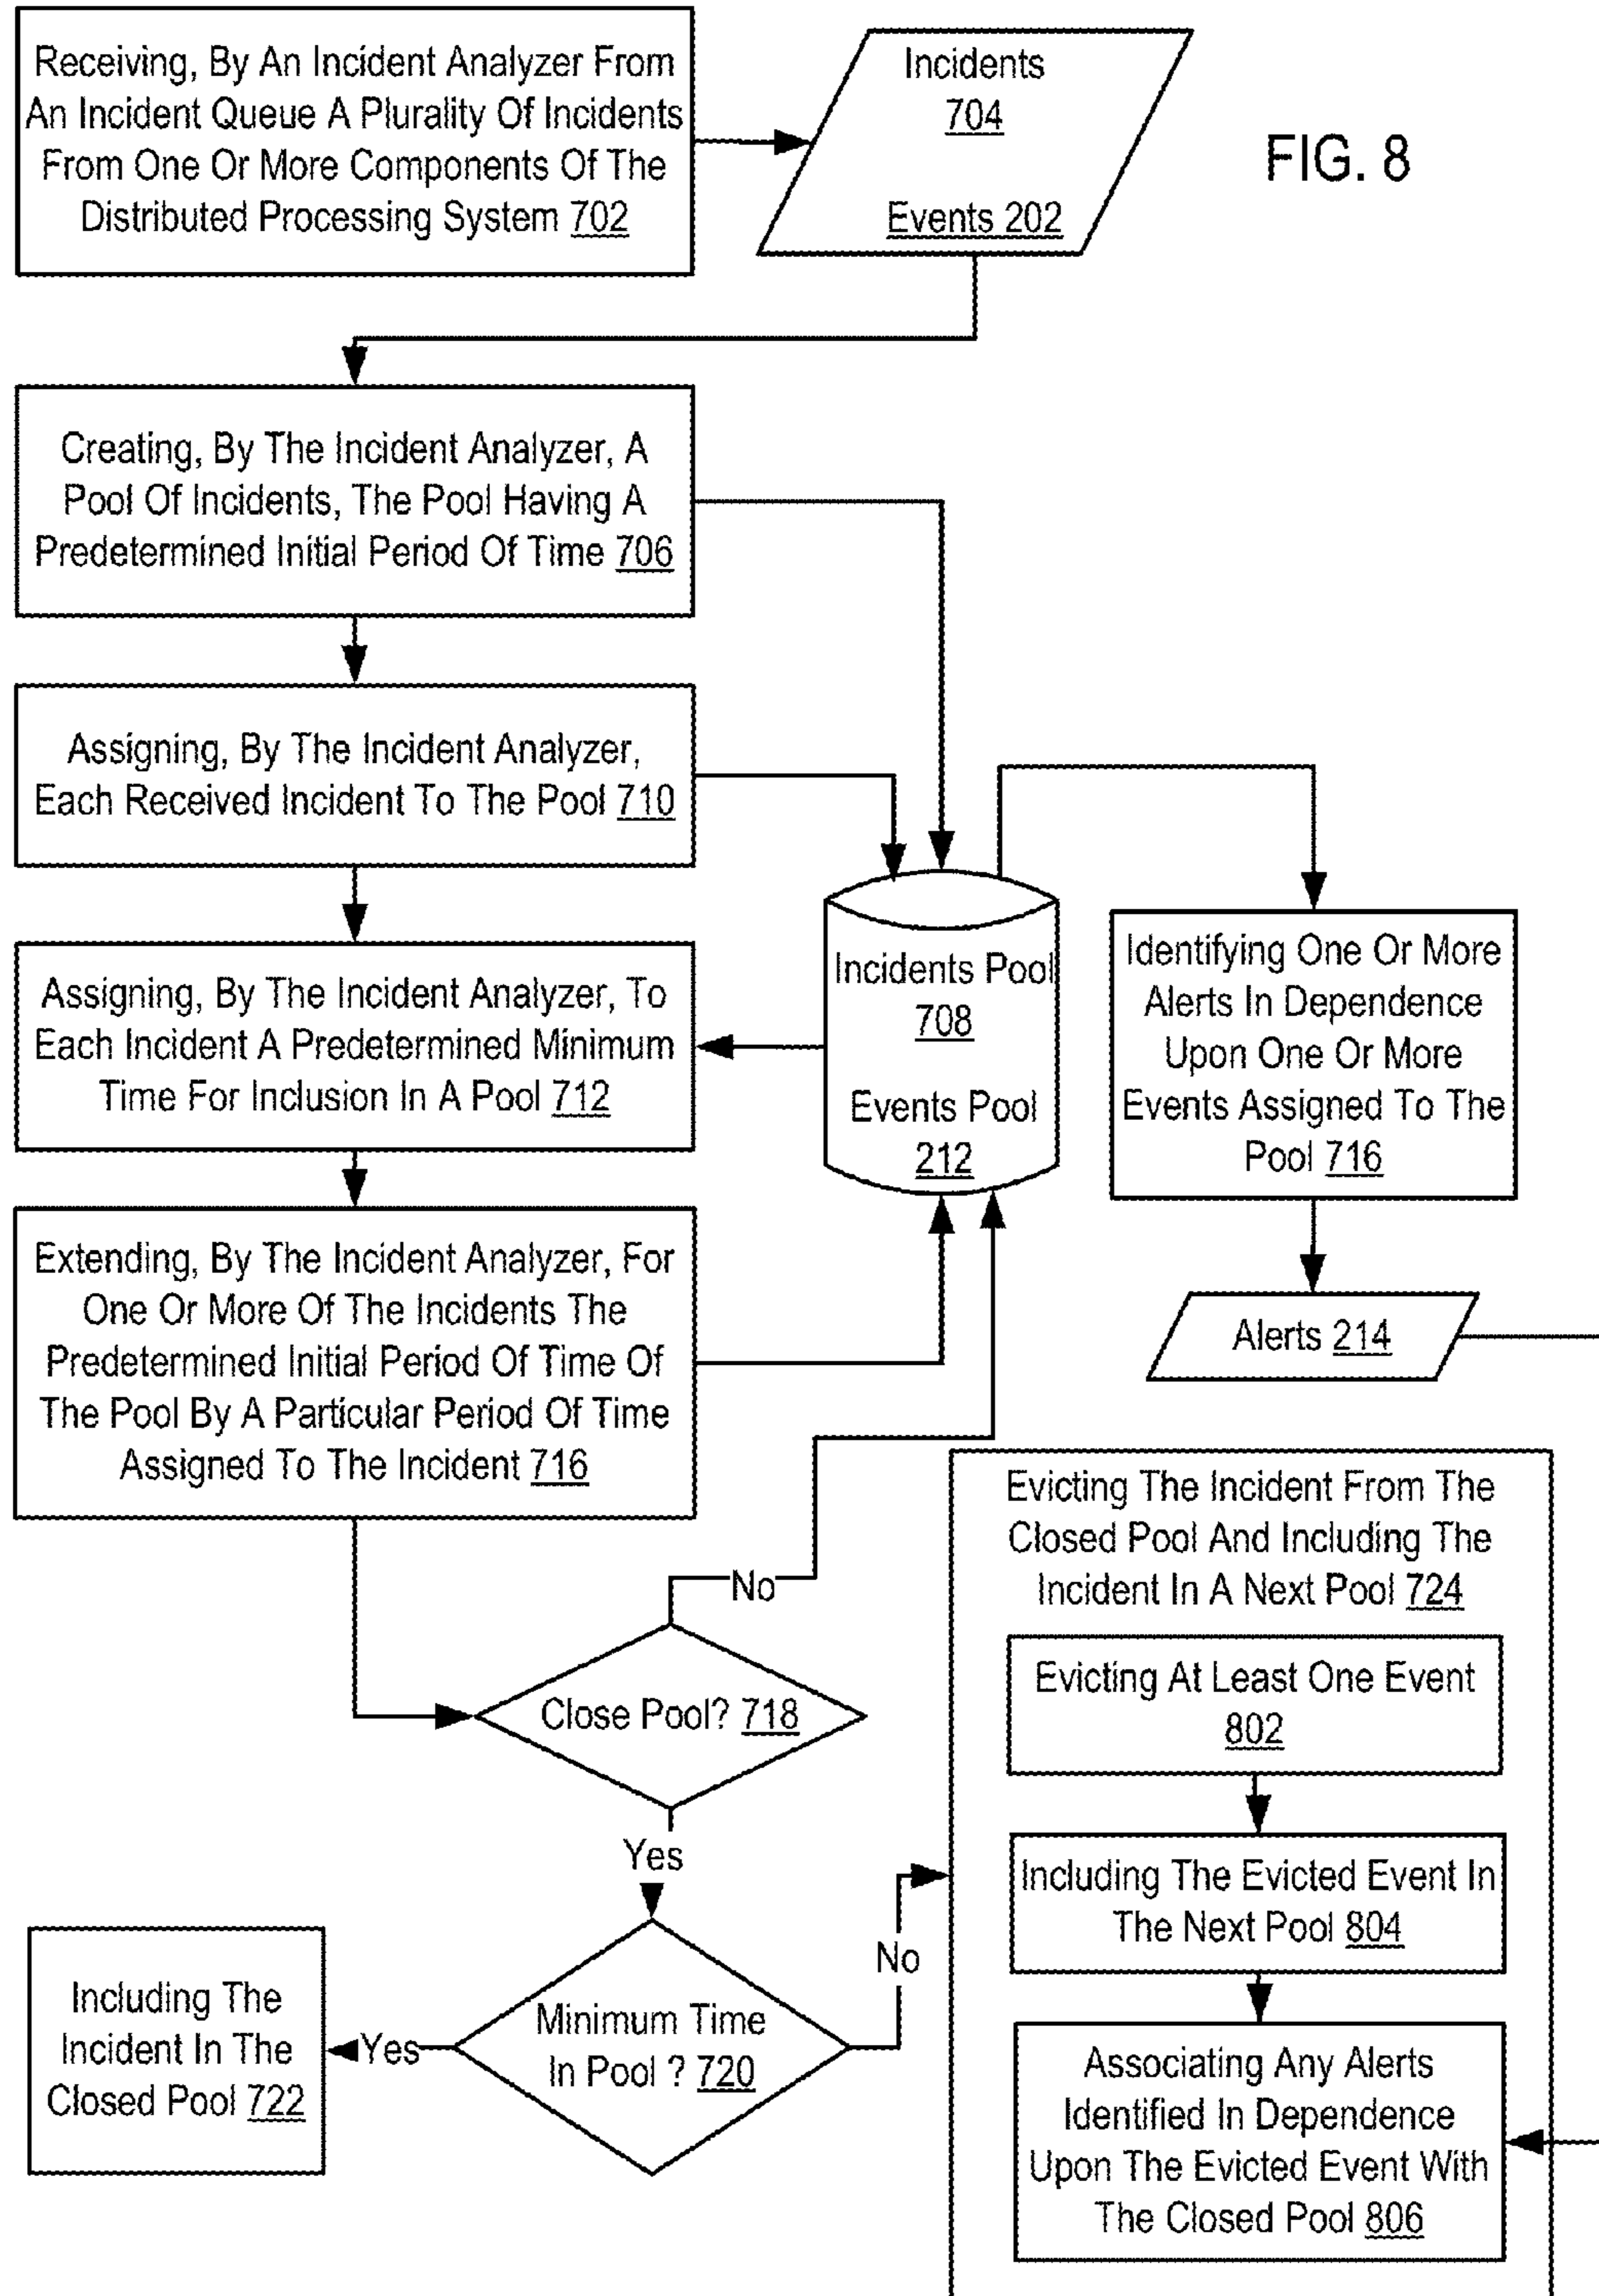 Receiving, By An Incident Analyzer From
An Incident Queue A Plurality Of Incidents
From One Or More Components Of The
Distributed Processing System 702
Incidents
704
Events 202
FIG. 8
Creating, By The Incident Analyzer, A
Pool Of Incidents, The Pool Having A
Predetermined Initial Period Of Time 706
Assigning, By The Incident Analyzer,
Each Received Incident To The Pool 710
Assigning, By The Incident Analyzer, To
Each Incident A Predetermined Minimum
Time For Inclusion In A Pool 712
Incidents Pool
708
Events Pool
212
Identifying One Or More
Alerts In Dependence
Upon One Or More
Events Assigned To The
Pool 716
Alerts 214
Extending, By The Incident Analyzer, For
One Or More Of The Incidents The
Predetermined Initial Period Of Time Of
The Pool By A Particular Period Of Time
Assigned To The Incident 716
No
Close Pool? 718
Yes
Minimum Time
In Pool ? 720
Yes
Including The
Incident In The
Closed Pool 722
No
Evicting The Incident From The
Closed Pool And Including The
Incident In A Next Pool 724
Evicting At Least One Event
802
Including The Evicted Event In
The Next Pool 804
Associating Any Alerts
Identified In Dependence
Upon The Evicted Event With
The Closed Pool 806